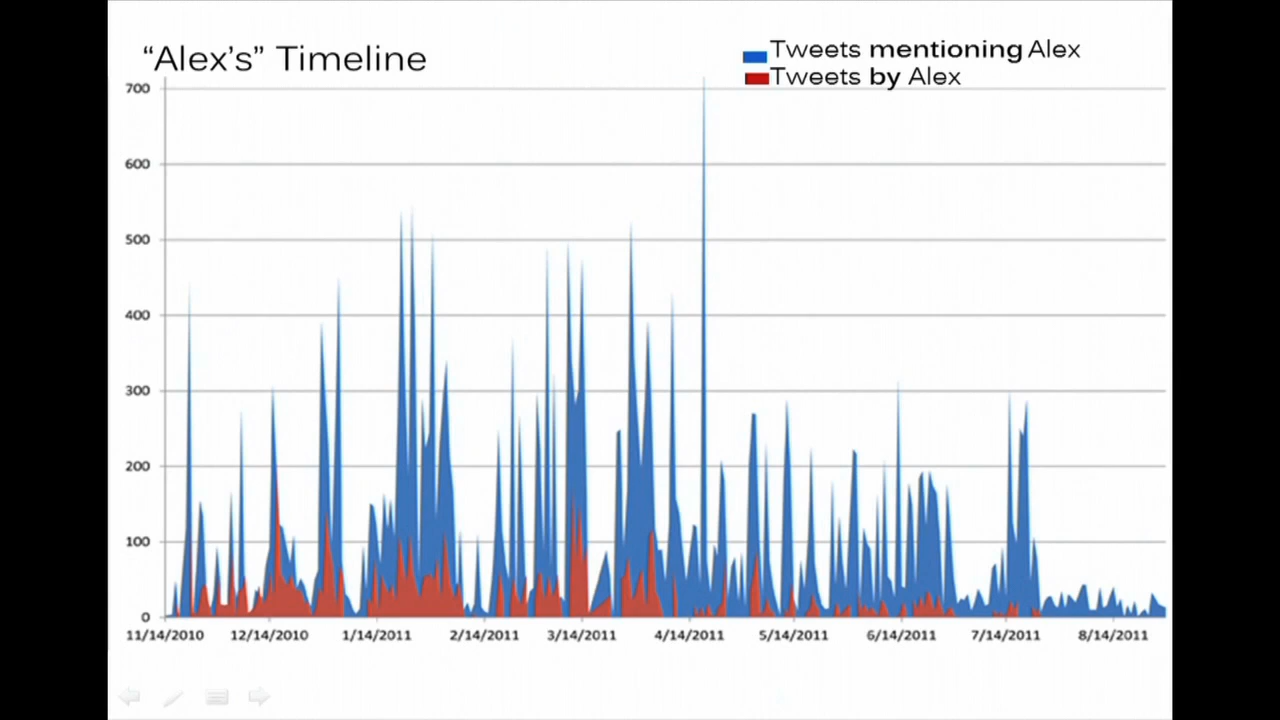 “Alex’s” Timeline
Tweets mentioning Alex
Tweets by Alex
700
600
500
400
300
200
100
0
11/14/2010 12/14/2010 1/14/2011 2/14/2011 3/14/2011 4/14/2011 5/14/2011 6/14/2011 7/14/2011 8/14/2011